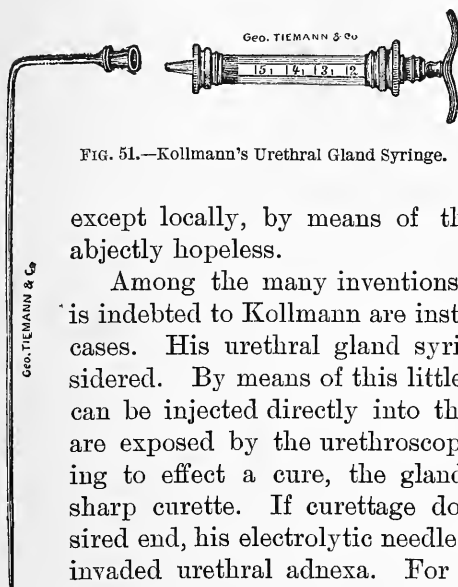 Geo. TIEMANN & Co
15 14 13 12
Geo. TIEMANN & Co
FIG. 51.—Kollmann's Urethral Gland Syringe.
except locally, by means of th
abjectly hopeless.
Among the many inventions
is indebted to Kollmann are inst
cases. His urethral gland syri
sidered. By means of this little
can be injected directly into th
are exposed by the urethroscop
ing to effect a cure, the gland
sharp curette. If curettage do
sired end, his electrolytic needle
invaded urethral adnexa. For